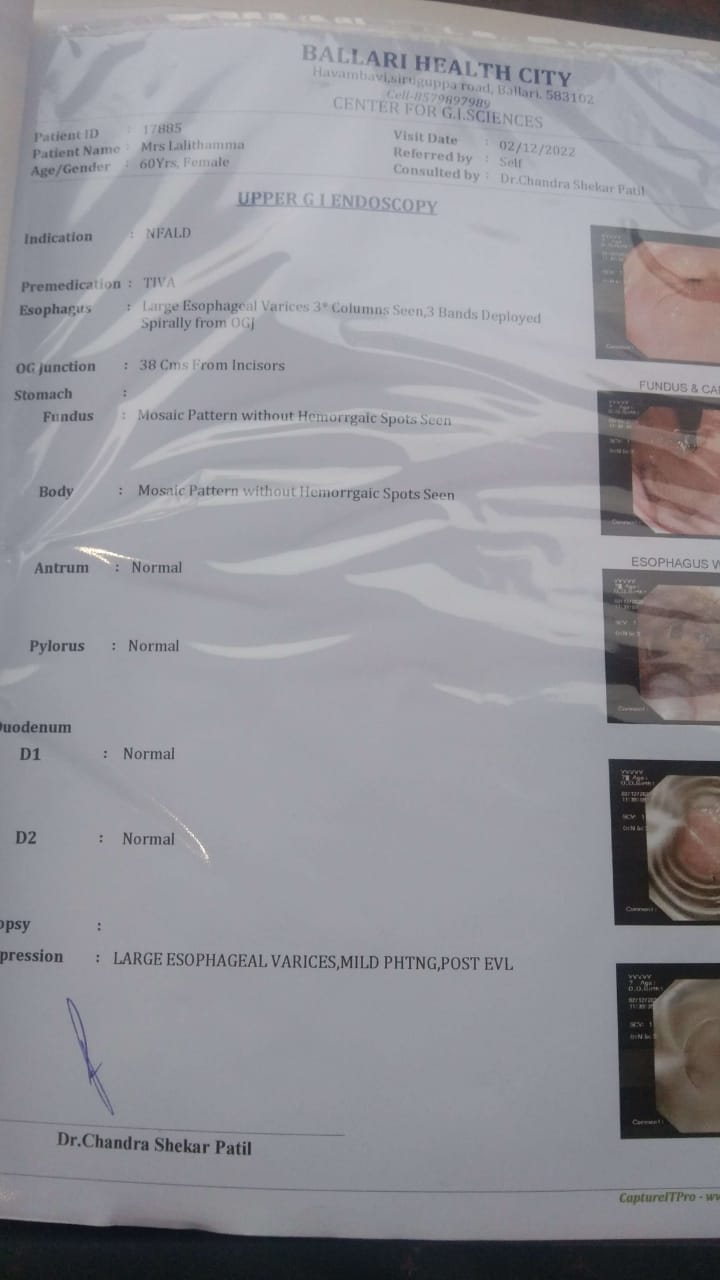 BALLARI HEALTH CITY
Havambavi,siruguppa road, Ballari. 583102
Cell-8579897989
CENTER FOR G.I.SCIENCES
Patient ID : 17885
Patient Name : Mrs Lalithamma
Age/Gender : 60Yrs, Female
Visit Date : 02/12/2022
Referred by : Self
Consulted by : Dr.Chandra Shekar Patil
UPPER G I ENDOSCOPY
Indication : NFALD
Premedication : TIVA
Esophagus : Large Esophageal Varices 3* Columns Seen,3 Bands Deployed
Spirally from OGJ
OG junction : 38 Cms From Incisors
Stomach :
Fundus : Mosaic Pattern without Hemorrgaic Spots Seen
FUNDUS & CA
Body : Mosaic Pattern without Hemorrgaic Spots Seen
Antrum : Normal
ESOPHAGUS V
Pylorus : Normal
uodenum
D1 : Normal
D2 : Normal
opsy :
pression : LARGE ESOPHAGEAL VARICES,MILD PHTNG,POST EVL
Dr.Chandra Shekar Patil
CaptureITPro - w